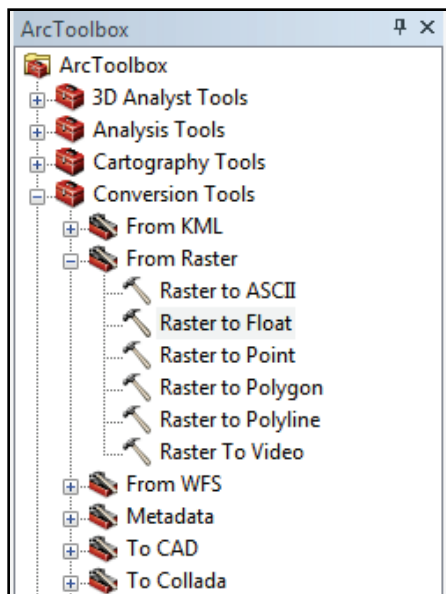 ArcToolbox
ArcToolbox
3D Analyst Tools
Analysis Tools
Cartography Tools
Conversion Tools
From KML
From Raster
Raster to ASCII
Raster to Float
Raster to Point
Raster to Polygon
Raster to Polyline
Raster To Video
From WFS
Metadata
To CAD
To Collada